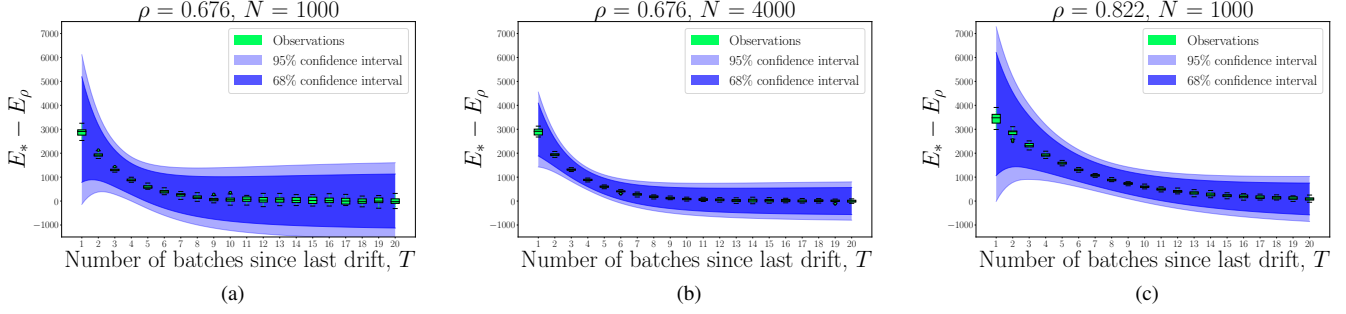 ρ = 0.676, N = 1000
7000
6000
5000
4000
3000
2000
1000
0
−1000
E* − Eρ
Observations
95% confidence interval
68% confidence interval
1 2 3 4 5 6 7 8 9 10 11 12 13 14 15 16 17 18 19 20
Number of batches since last drift, T
(a)
ρ = 0.676, N = 4000
7000
6000
5000
4000
3000
2000
1000
0
−1000
E* − Eρ
Observations
95% confidence interval
68% confidence interval
1 2 3 4 5 6 7 8 9 10 11 12 13 14 15 16 17 18 19 20
Number of batches since last drift, T
(b)
ρ = 0.822, N = 1000
7000
6000
5000
4000
3000
2000
1000
0
−1000
E* − Eρ
Observations
95% confidence interval
68% confidence interval
1 2 3 4 5 6 7 8 9 10 11 12 13 14 15 16 17 18 19 20
Number of batches since last drift, T
(c)